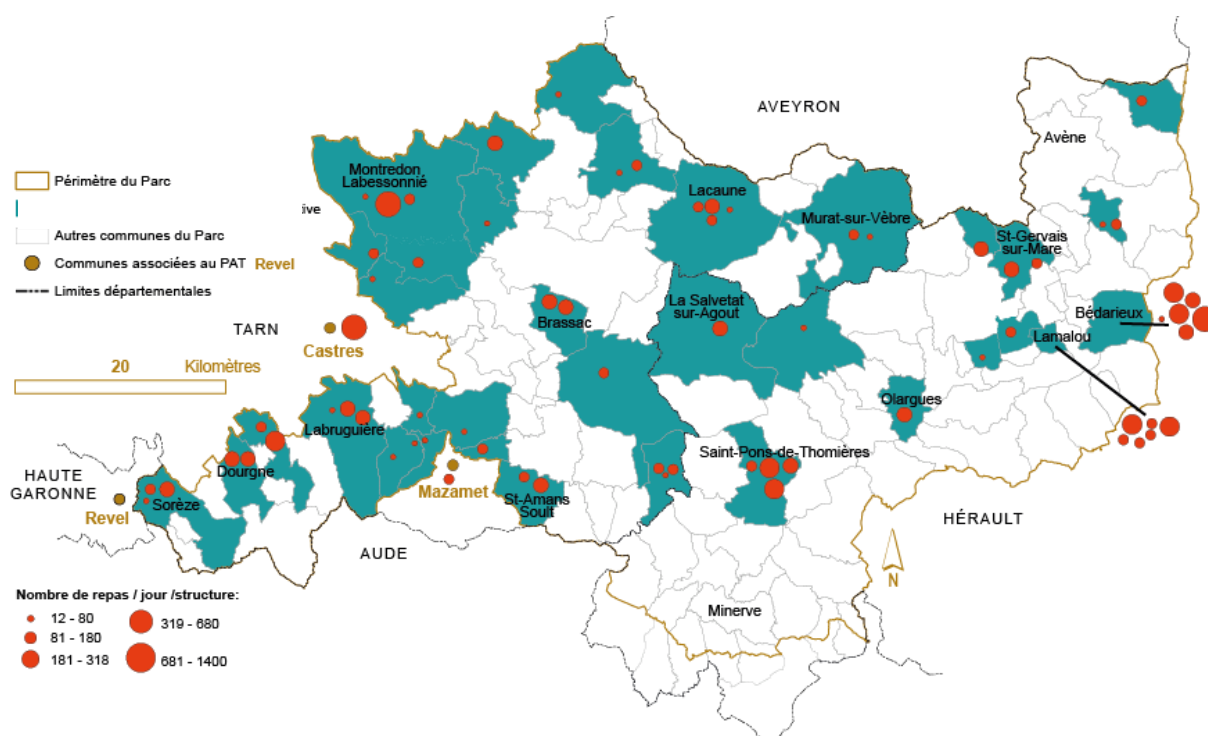 AVEYRON
Avène
Montredon
Labessonnié
Lacaune
Murat-sur-Vèbre
St-Gervais
sur-Mare
Périmètre du Parc
tive
Autres communes du Parc
Communes associées au PAT Revel
Limites départementales
La Salvetat
sur-Agout
Bédarieux
Brassac
Lamalou
TARN
Castres
20 Kilomètres
Olargues
Labruguière
Saint-Pons-de-Thomières
HAUTE
GARONNE
Dourgne
Mazamet
St-Amans
Soult
Sorèze
Revel
HÉRAULT
AUDE
N
Minerve
Nombre de repas / jour /structure:
12 - 80
81 - 180
181 - 318
319 - 680
681 - 1400